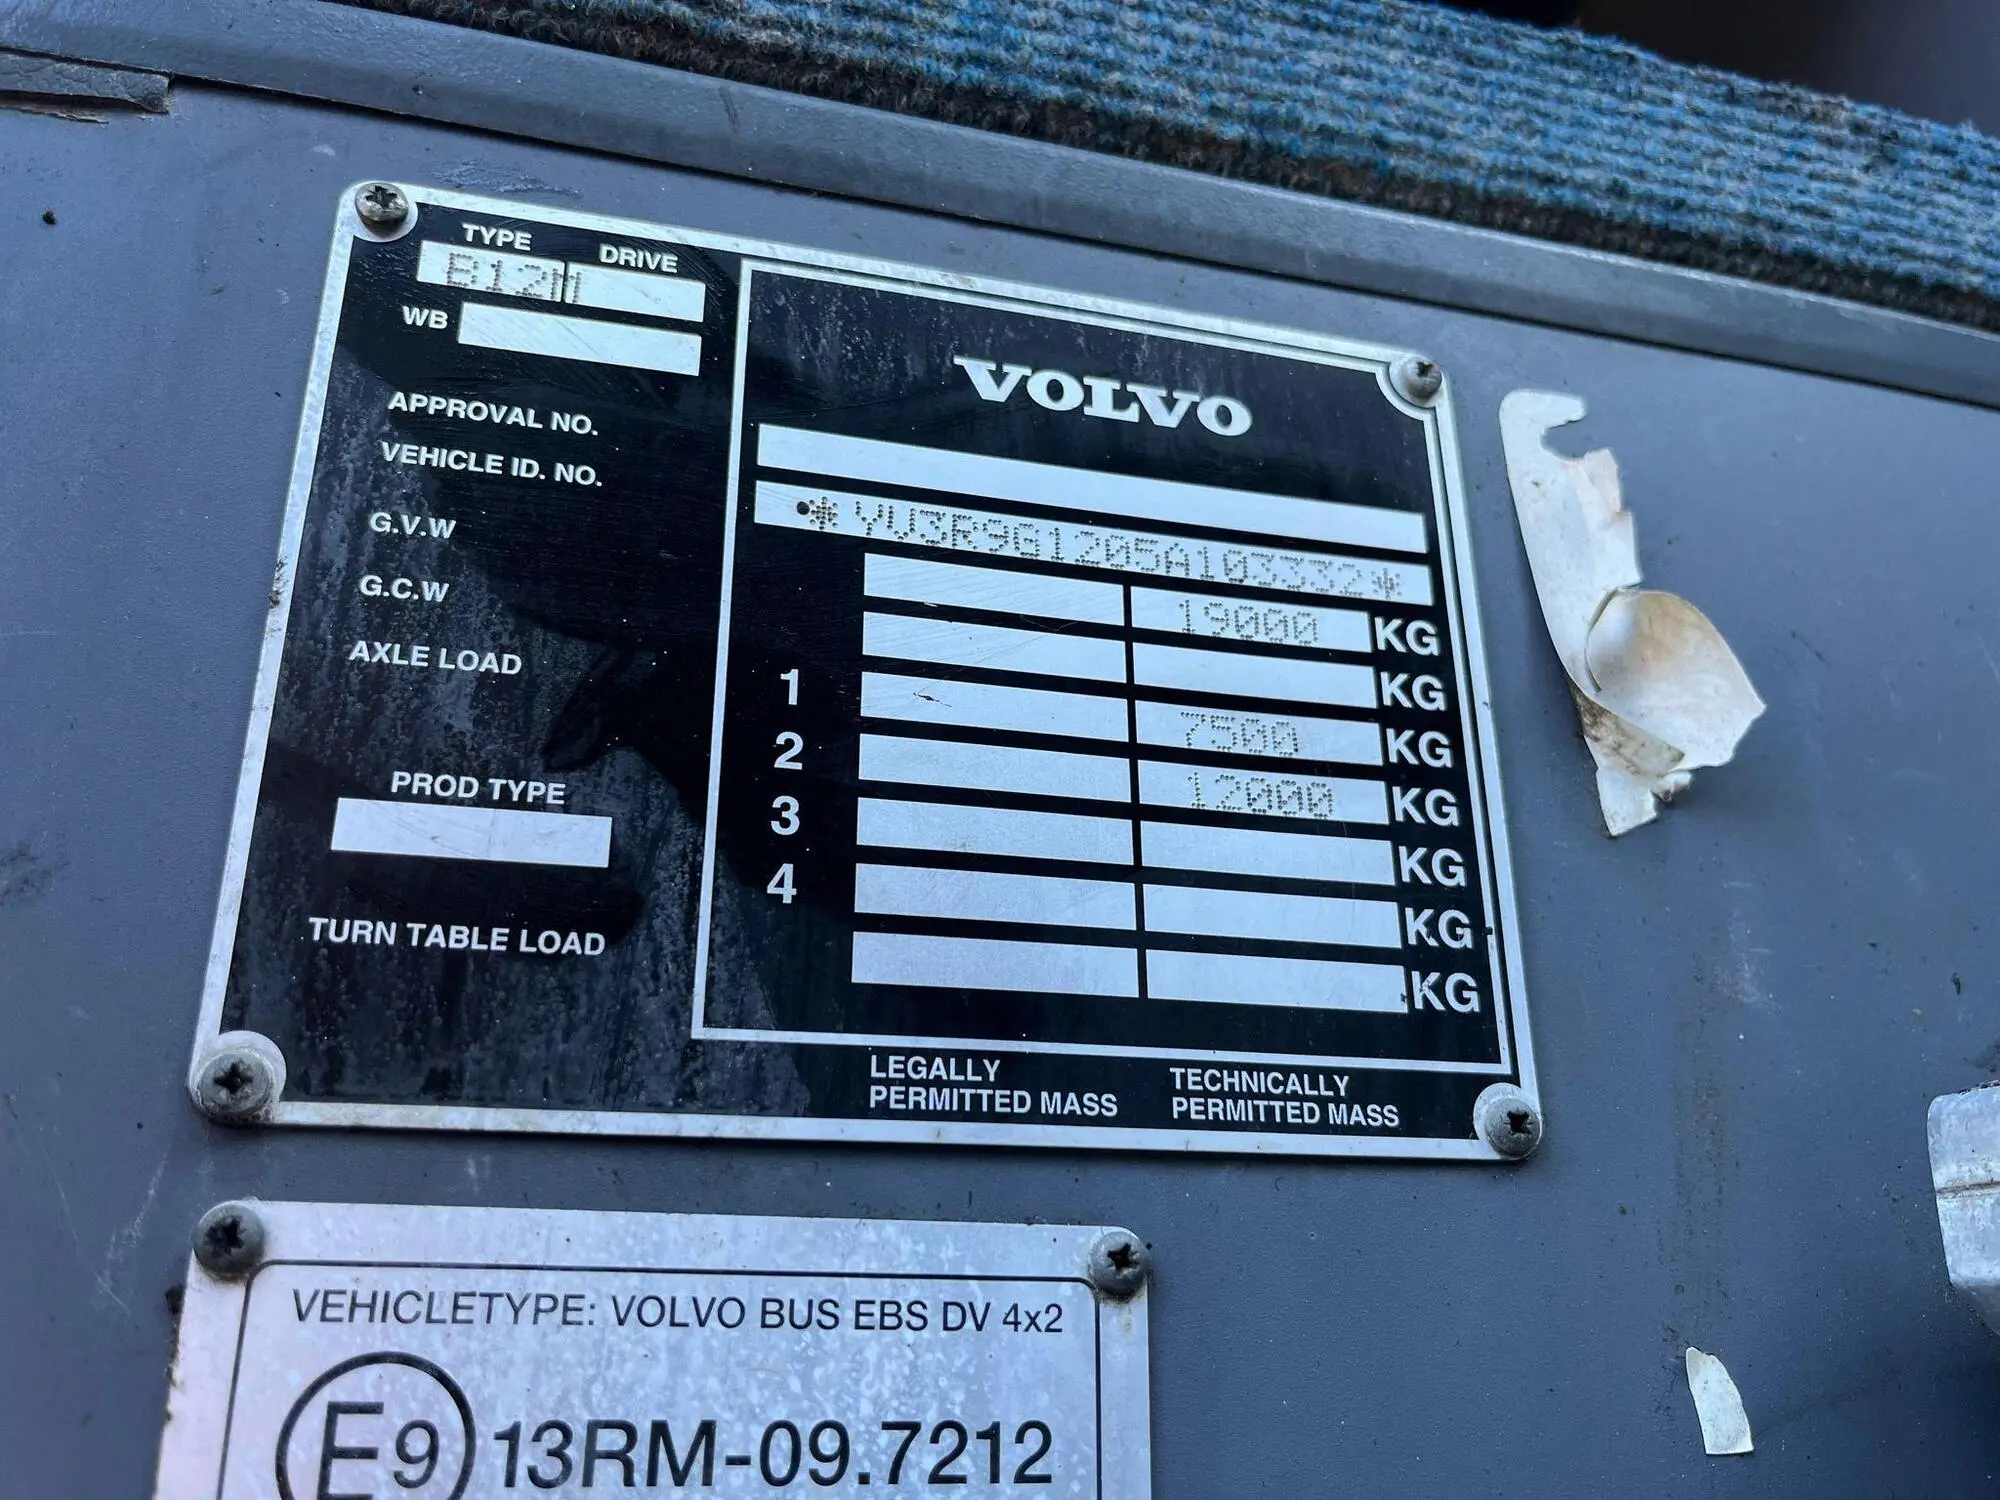 TYPE DRIVE
B12M
WB
VOLVO
APPROVAL NO.
VEHICLE ID. NO. *YV3R9G1205A103332*
G.V.W 19000 KG
G.C.W KG
AXLE LOAD 1 7500 KG
2 12000 KG
3 KG
4 KG
PROD TYPE
TURN TABLE LOAD KG
LEGALLY PERMITTED MASS
TECHNICALLY PERMITTED MASS
VEHICLETYPE: VOLVO BUS EBS DV 4x2
E9 13RM-09.7212